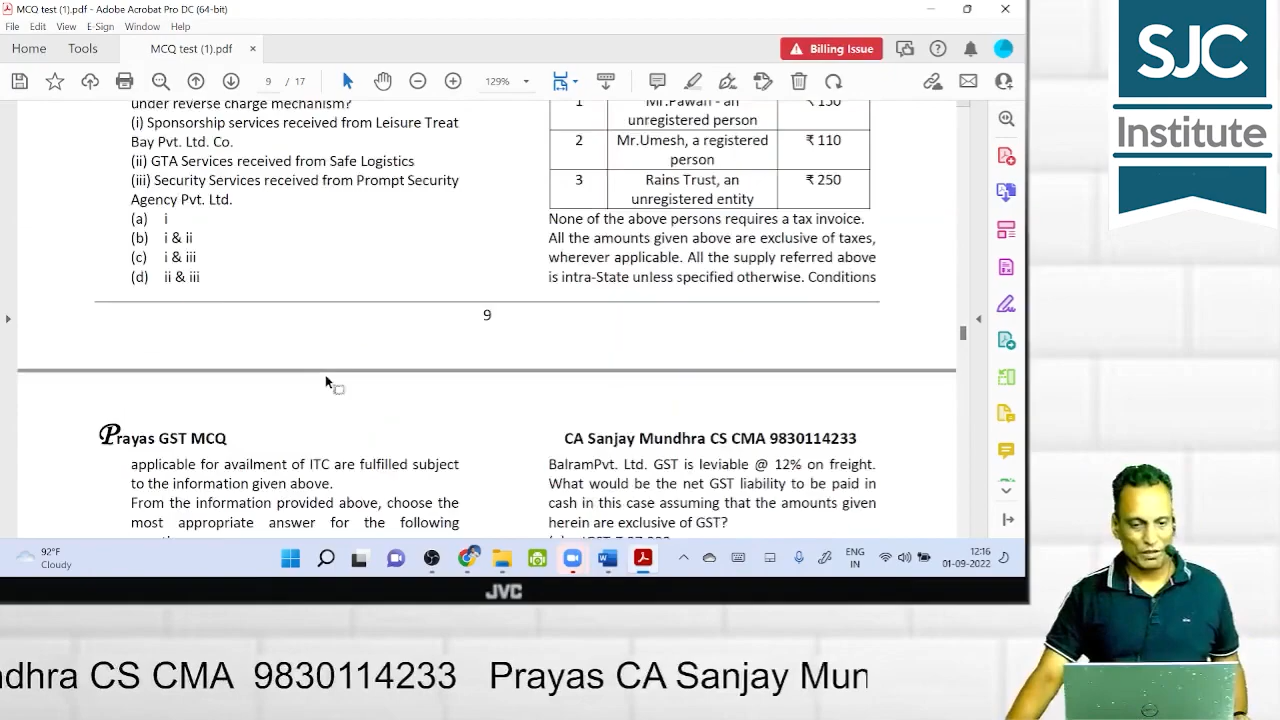 MCQ test (1).pdf - Adobe Acrobat Pro DC (64-bit)
File Edit View E-Sign Window Help
Home Tools MCQ test (1).pdf × Billing Issue
9 / 17 129%
under reverse charge mechanism?
(i) Sponsorship services received from Leisure Treat
Bay Pvt. Ltd. Co.
(ii) GTA Services received from Safe Logistics
(iii) Security Services received from Prompt Security
Agency Pvt. Ltd.
(a) i
(b) i & ii
(c) i & iii
(d) ii & iii
1 Mr.Pawan - an ₹ 150
unregistered person
2 Mr.Umesh, a registered ₹ 110
person
3 Rains Trust, an ₹ 250
unregistered entity
None of the above persons requires a tax invoice.
All the amounts given above are exclusive of taxes,
wherever applicable. All the supply referred above
is intra-State unless specified otherwise. Conditions
9
Prayas GST MCQ
CA Sanjay Mundhra CS CMA 9830114233
applicable for availment of ITC are fulfilled subject
to the information given above.
From the information provided above, choose the
most appropriate answer for the following
BalramPvt. Ltd. GST is leviable @ 12% on freight.
What would be the net GST liability to be paid in
cash in this case assuming that the amounts given
herein are exclusive of GST?
92°F
Cloudy
ENG
IN
12:16
01-09-2022
JVC
SJC
Institute
ndhra CS CMA 9830114233 Prayas CA Sanjay Mun